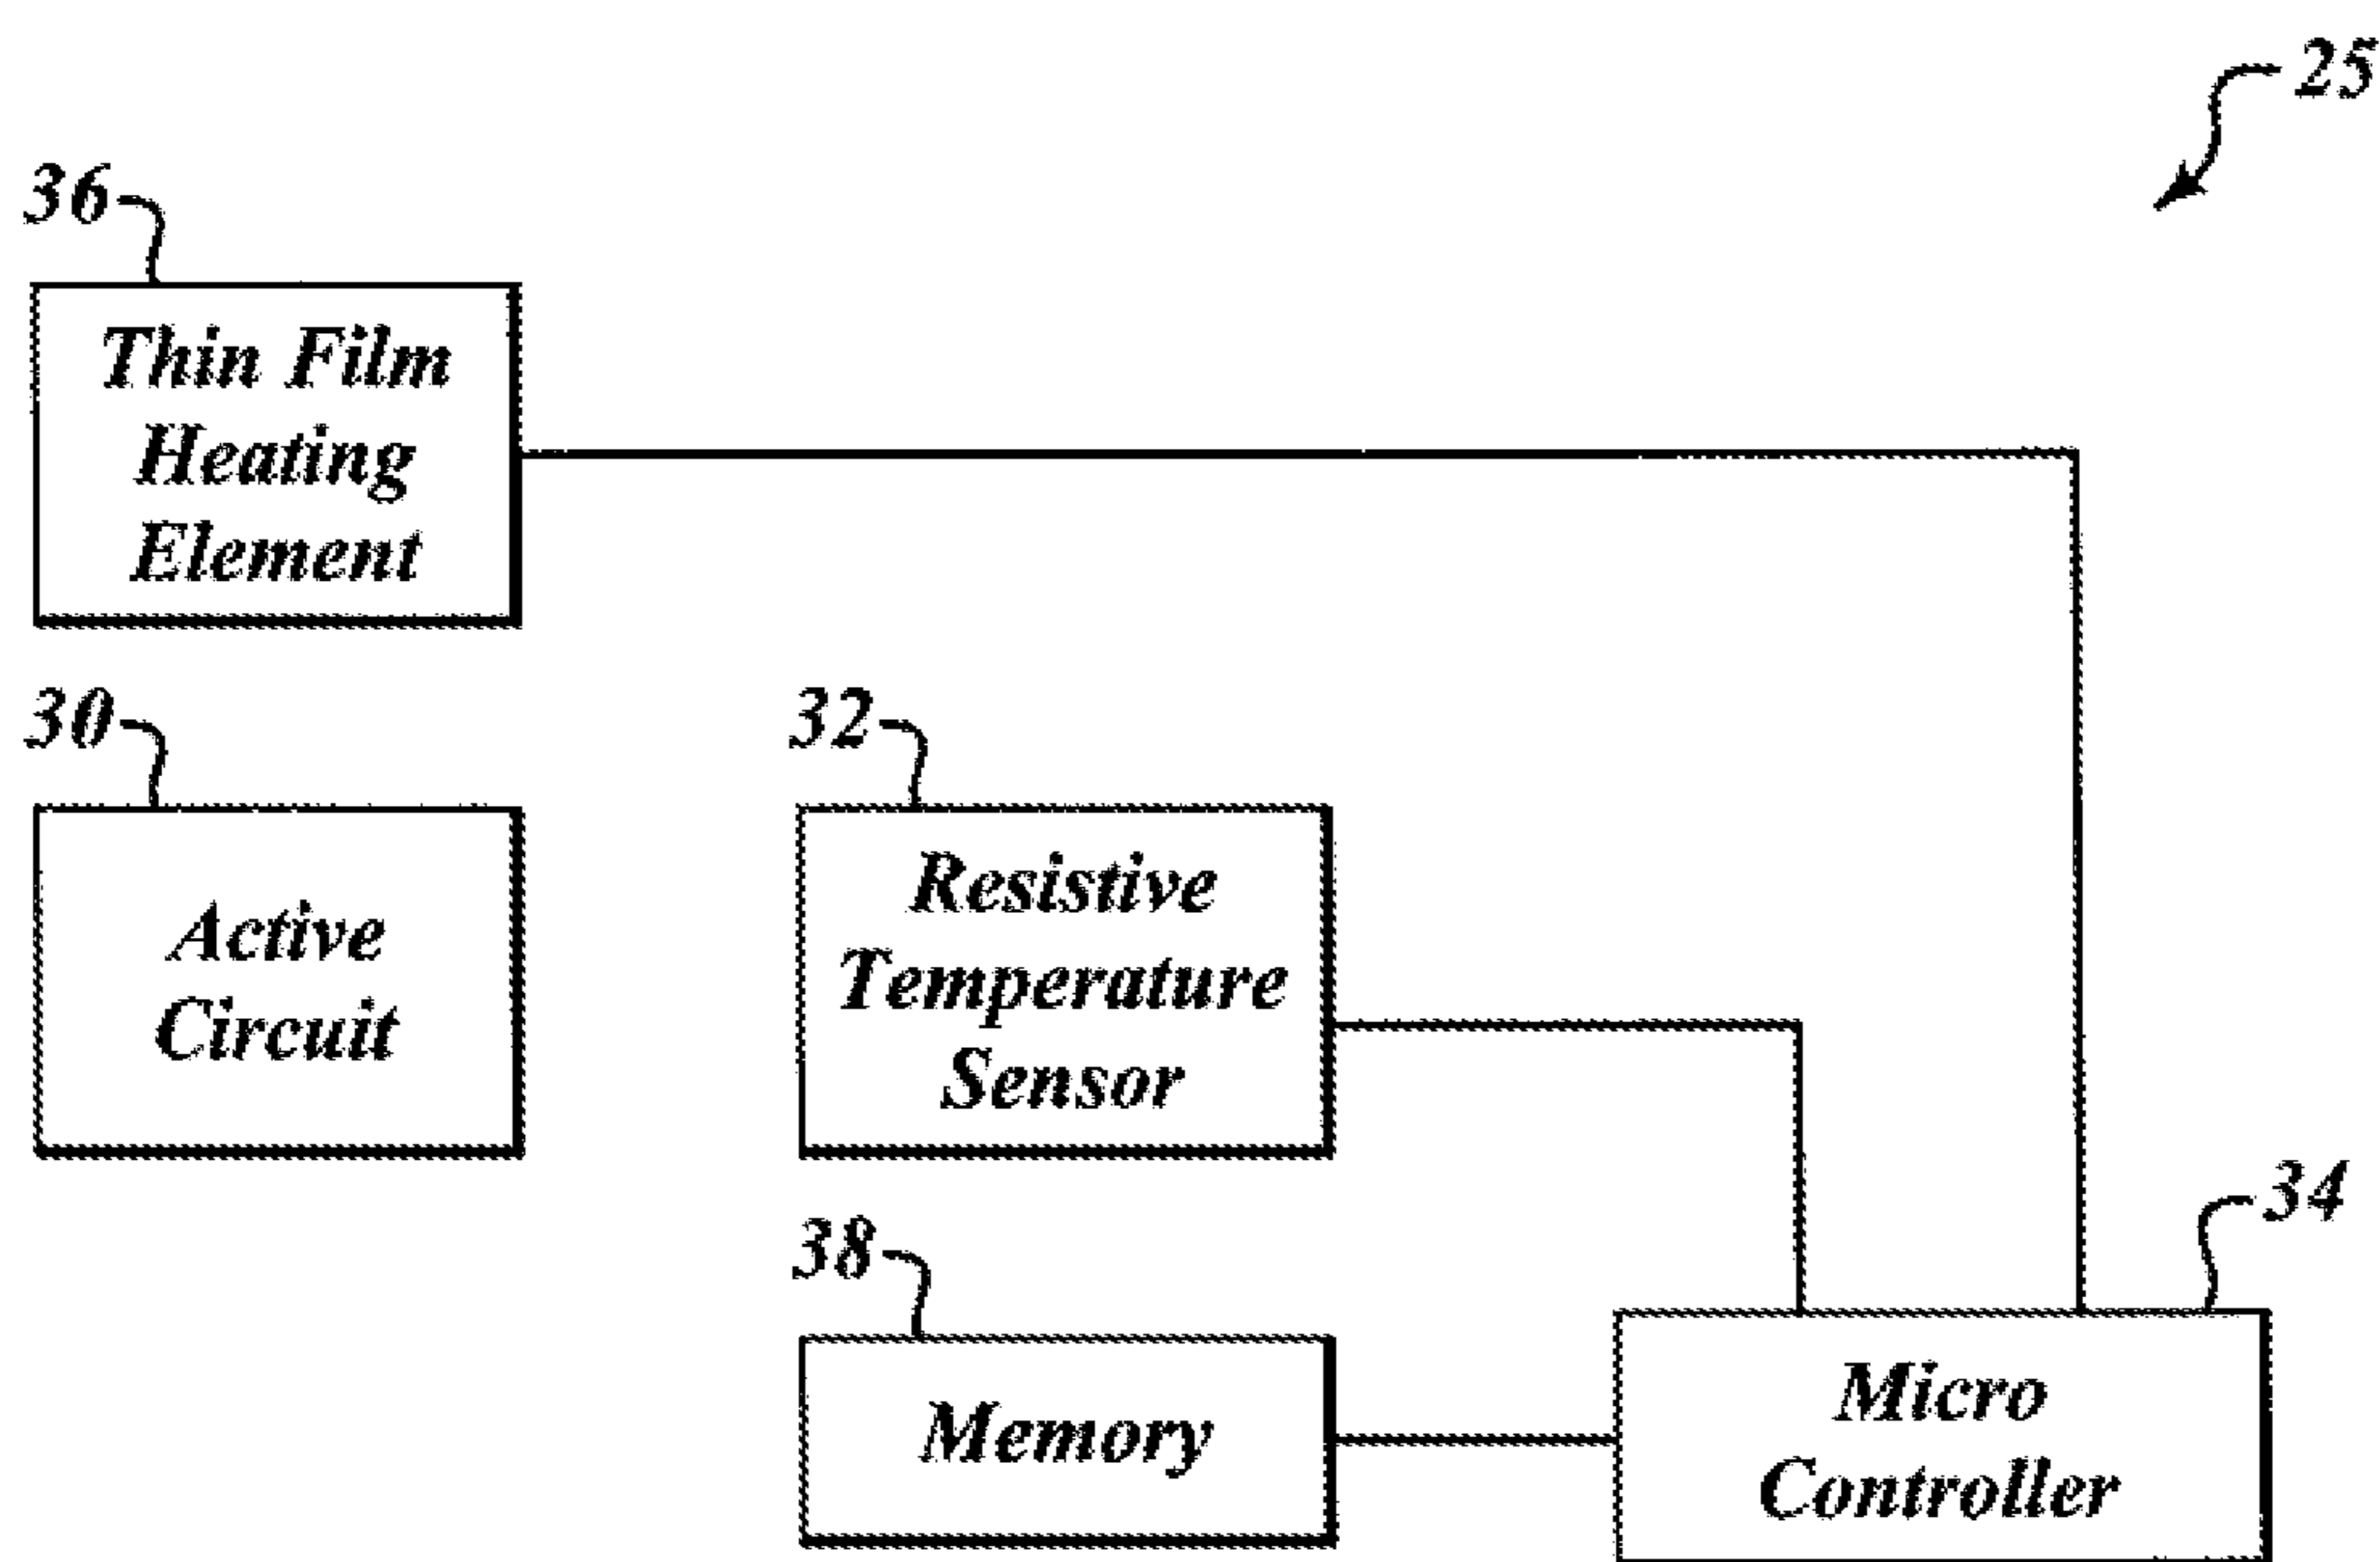 25
36
Thin Film
Heating
Element
30
Active
Circuit
32
Resistive
Temperature
Sensor
38
Memory
34
Micro
Controller